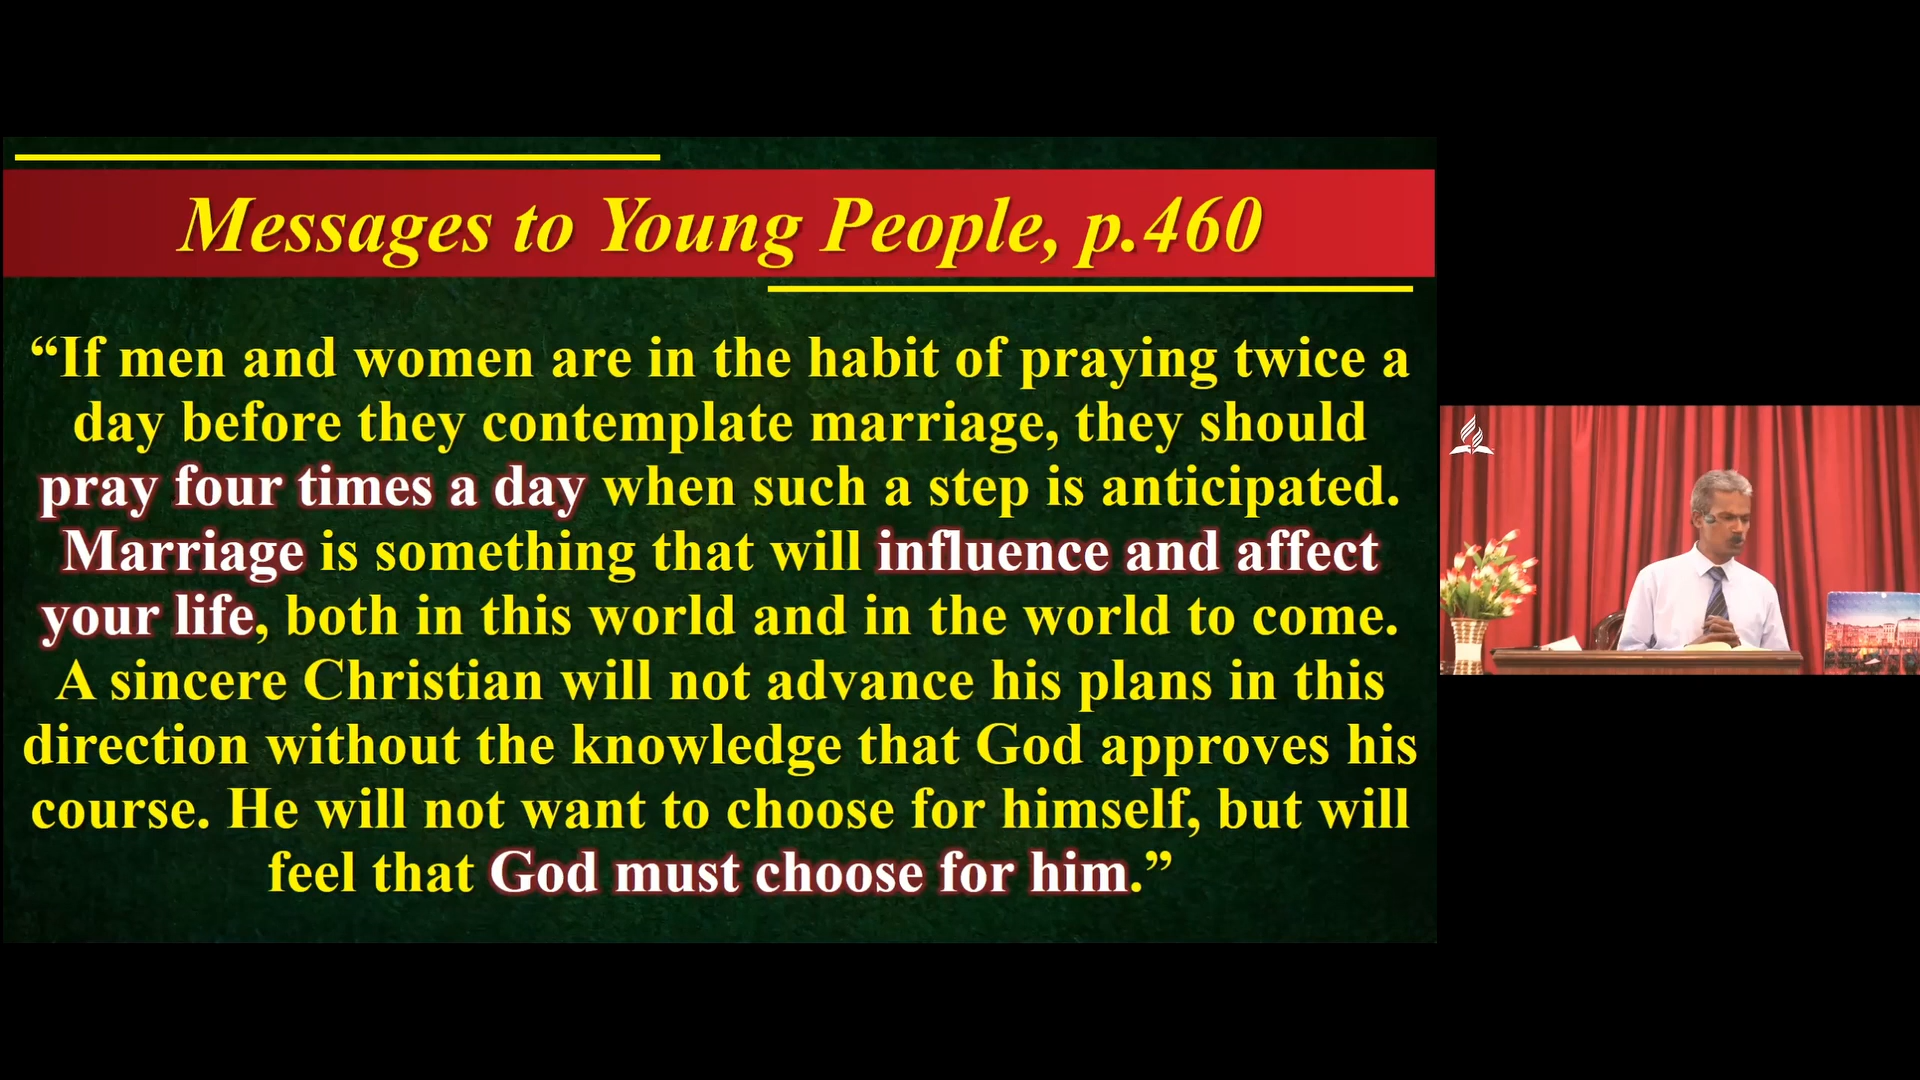 Messages to Young People, p.460
“If men and women are in the habit of praying twice a
day before they contemplate marriage, they should
pray four times a day when such a step is anticipated.
Marriage is something that will influence and affect
your life, both in this world and in the world to come.
A sincere Christian will not advance his plans in this
direction without the knowledge that God approves his
course. He will not want to choose for himself, but will
feel that God must choose for him.”